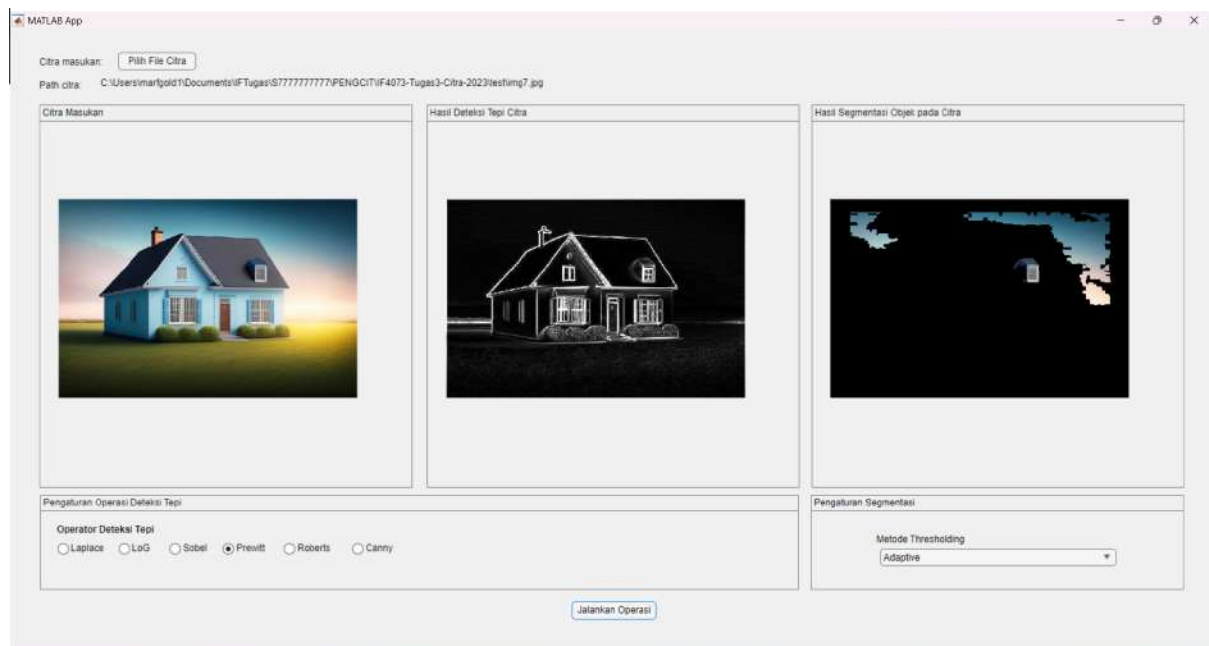 MATLAB App
Citra masukan: Pilih File Citra
Path citra: C:\Users\marfgold1\Documents\IFTugas\S7777777777\PENGCIT\IF4073-Tugas3-Citra-2023\test\img7.jpg
Citra Masukan
Hasil Deteksi Tepi Citra
Hasil Segmentasi Objek pada Citra
Pengaturan Operasi Deteksi Tepi
Operator Deteksi Tepi
Laplace LoG Sobel Prewitt Roberts Canny
Pengaturan Segmentasi
Metode Thresholding
Adaptive
Jalankan Operasi